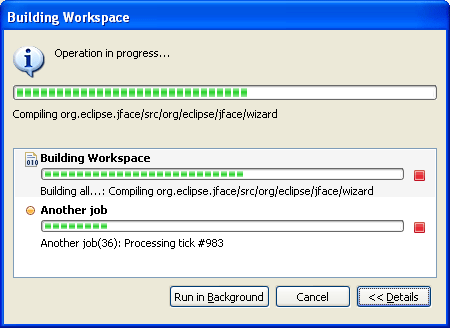 Building Workspace
Operation in progress...
Compiling org.eclipse.jface/src/org/eclipse/jface/wizard
010
Building Workspace
Building all...: Compiling org.eclipse.jface/src/org/eclipse/jface/wizard
Another job
Another job(36): Processing tick #983
Run in Background
Cancel
<< Details